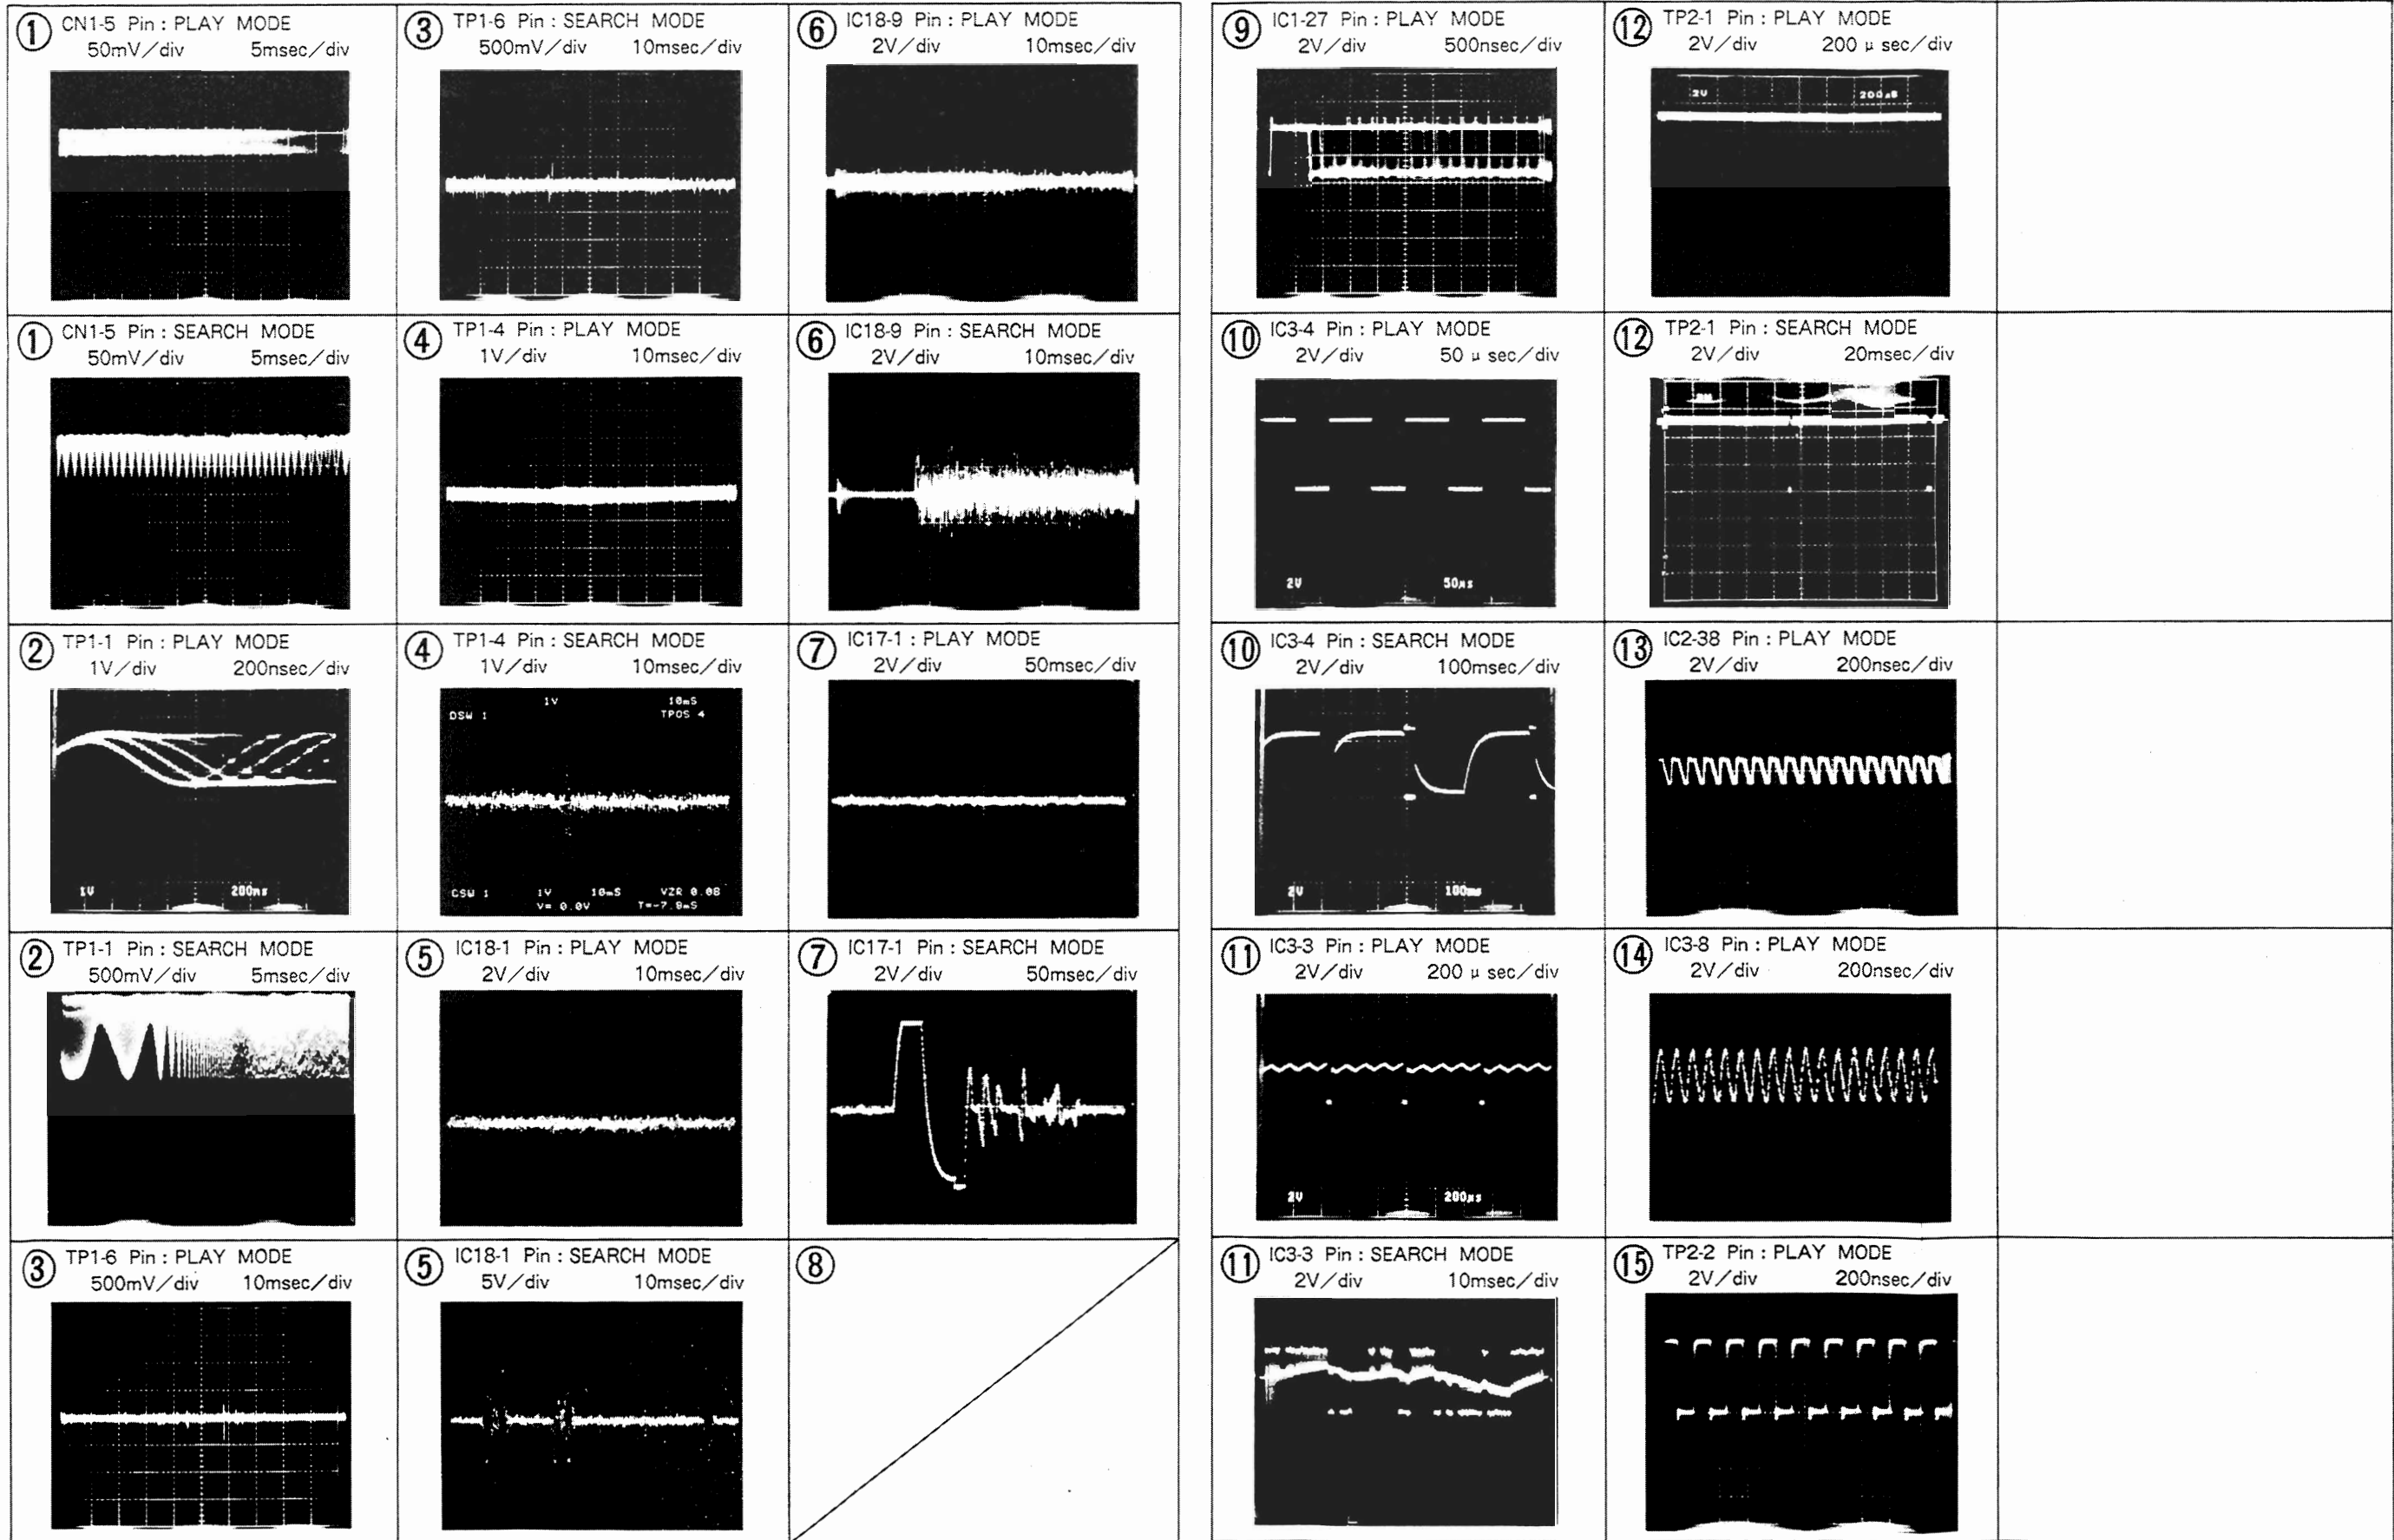 ① CN1-5 Pin : PLAY MODE
50mV／div 5msec／div
① CN1-5 Pin : SEARCH MODE
50mV／div 5msec／div
② TP1-1 Pin : PLAY MODE
1V／div 200nsec／div
1V 200ns
② TP1-1 Pin : SEARCH MODE
500mV／div 5msec／div
③ TP1-6 Pin : PLAY MODE
500mV／div 10msec／div
③ TP1-6 Pin : SEARCH MODE
500mV／div 10msec／div
④ TP1-4 Pin : PLAY MODE
1V／div 10msec／div
④ TP1-4 Pin : SEARCH MODE
1V／div 10msec／div
1V 10mS
DSW 1 TPOS 4
1V 10mS VZR 0.08
V= 0.0V T=-7.8mS
⑤ IC18-1 Pin : PLAY MODE
2V／div 10msec／div
⑤ IC18-1 Pin : SEARCH MODE
5V／div 10msec／div
⑥ IC18-9 Pin : PLAY MODE
2V／div 10msec／div
⑥ IC18-9 Pin : SEARCH MODE
2V／div 10msec／div
⑦ IC17-1 : PLAY MODE
2V／div 50msec／div
⑦ IC17-1 Pin : SEARCH MODE
2V／div 50msec／div
⑧
⑨ IC1-27 Pin : PLAY MODE
2V／div 500nsec／div
⑩ IC3-4 Pin : PLAY MODE
2V／div 50 μ sec／div
2V 50μs
⑩ IC3-4 Pin : SEARCH MODE
2V／div 100msec／div
2V 100ms
⑪ IC3-3 Pin : PLAY MODE
2V／div 200 μ sec／div
2V 200μs
⑪ IC3-3 Pin : SEARCH MODE
2V／div 10msec／div
⑫ TP2-1 Pin : PLAY MODE
2V／div 200 μ sec／div
2V 200μS
⑫ TP2-1 Pin : SEARCH MODE
2V／div 20msec／div
⑬ IC2-38 Pin : PLAY MODE
2V／div 200nsec／div
⑭ IC3-8 Pin : PLAY MODE
2V／div 200nsec／div
⑮ TP2-2 Pin : PLAY MODE
2V／div 200nsec／div